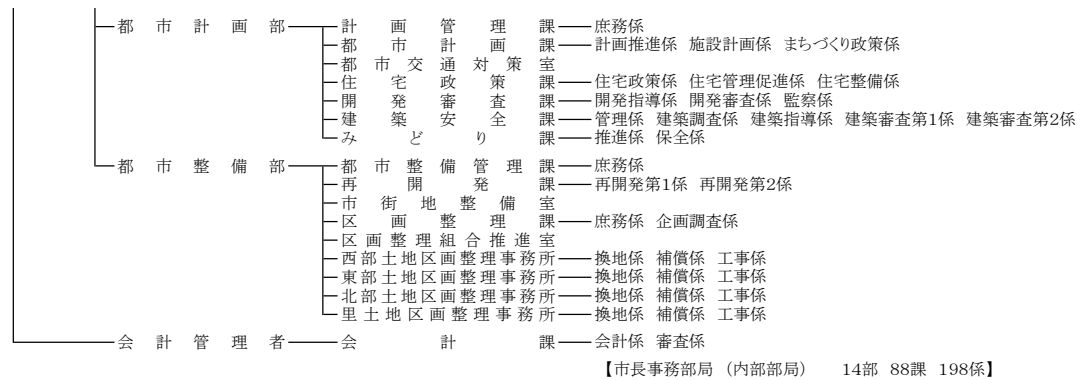 都市計画部 計画管理課 庶務係
都市計画課 計画推進係 施設計画係 まちづくり政策係
都市交通対策室
住宅政策課 住宅政策係 住宅管理促進係 住宅整備係
開発審査課 開発指導係 開発審査係 監察係
建築安全課 管理係 建築調査係 建築指導係 建築審査第1係 建築審査第2係
みどり課 推進係 保全係
都市整備部 都市整備管理課 庶務係
再開発課 再開発第1係 再開発第2係
市街地整備室
区画整理課 庶務係 企画調査係
区画整理組合推進室
西部土地区画整理事務所 換地係 補償係 工事係
東部土地区画整理事務所 換地係 補償係 工事係
北部土地区画整理事務所 換地係 補償係 工事係
里土地区画整理事務所 換地係 補償係 工事係
会計管理者 会計課 会計係 審査係
【市長事務部局 (内部部局) 14部 88課 198係】